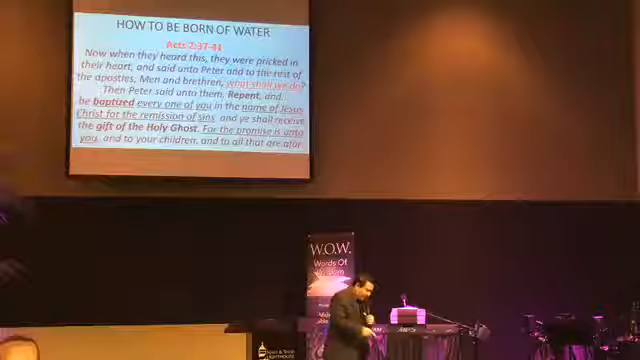 HOW TO BE BORN OF WATER
Acts 2:37-41
Now when they heard this, they were pricked in
their heart, and said unto Peter and to the rest of
the apostles, Men and brethren, what shall we do?
Then Peter said unto them, Repent, and
be baptized every one of you in the name of Jesus
Christ for the remission of sins, and ye shall receive
the gift of the Holy Ghost. For the promise is unto
you, and to your children, and to all that are afar
W.O.W.
Words Of
Wisdom